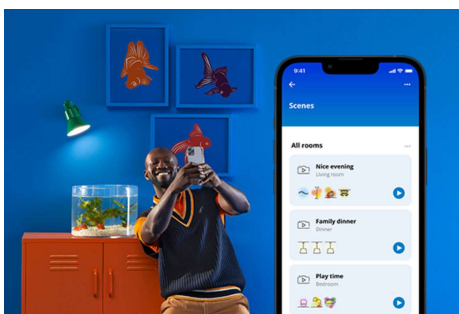 9:41
Scenes
All rooms
Nice evening
Living room
Family dinner
Dinner
Play time
Bedroom